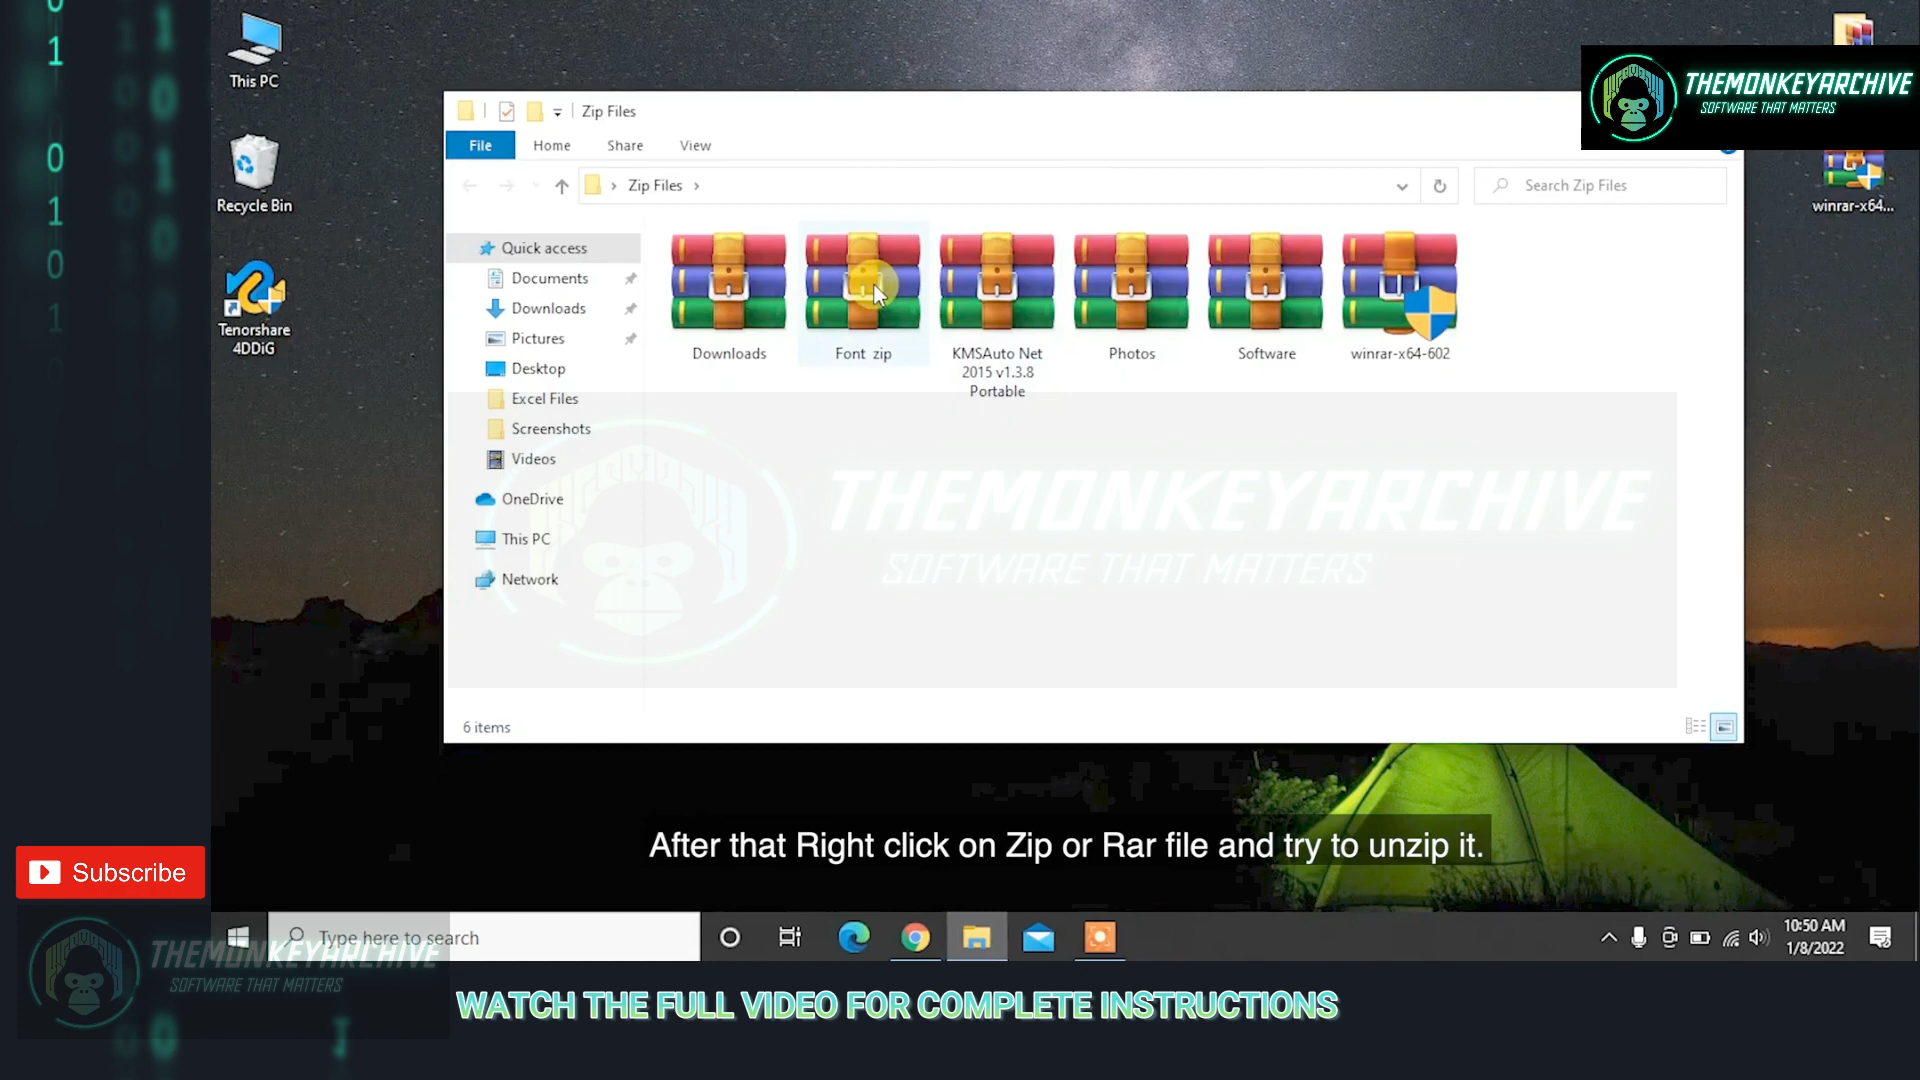 This PC
Recycle Bin
Tenorshare
4DDiG
Zip Files
File
Home
Share
View
Zip Files
Search Zip Files
Quick access
Documents
Downloads
Pictures
Desktop
Excel Files
Screenshots
Videos
OneDrive
This PC
Network
Downloads
Font zip
KMSAuto Net
2015 v1.3.8
Portable
Photos
Software
winrar-x64-602
THEMONKEYARCHIVE
SOFTWARE THAT MATTERS
winrar-x64...
THEMONKEYARCHIVE
SOFTWARE THAT MATTERS
6 items
After that Right click on Zip or Rar file and try to unzip it.
Subscribe
Type here to search
10:50 AM
1/8/2022
THEMONKEYARCHIVE
SOFTWARE THAT MATTERS
WATCH THE FULL VIDEO FOR COMPLETE INSTRUCTIONS